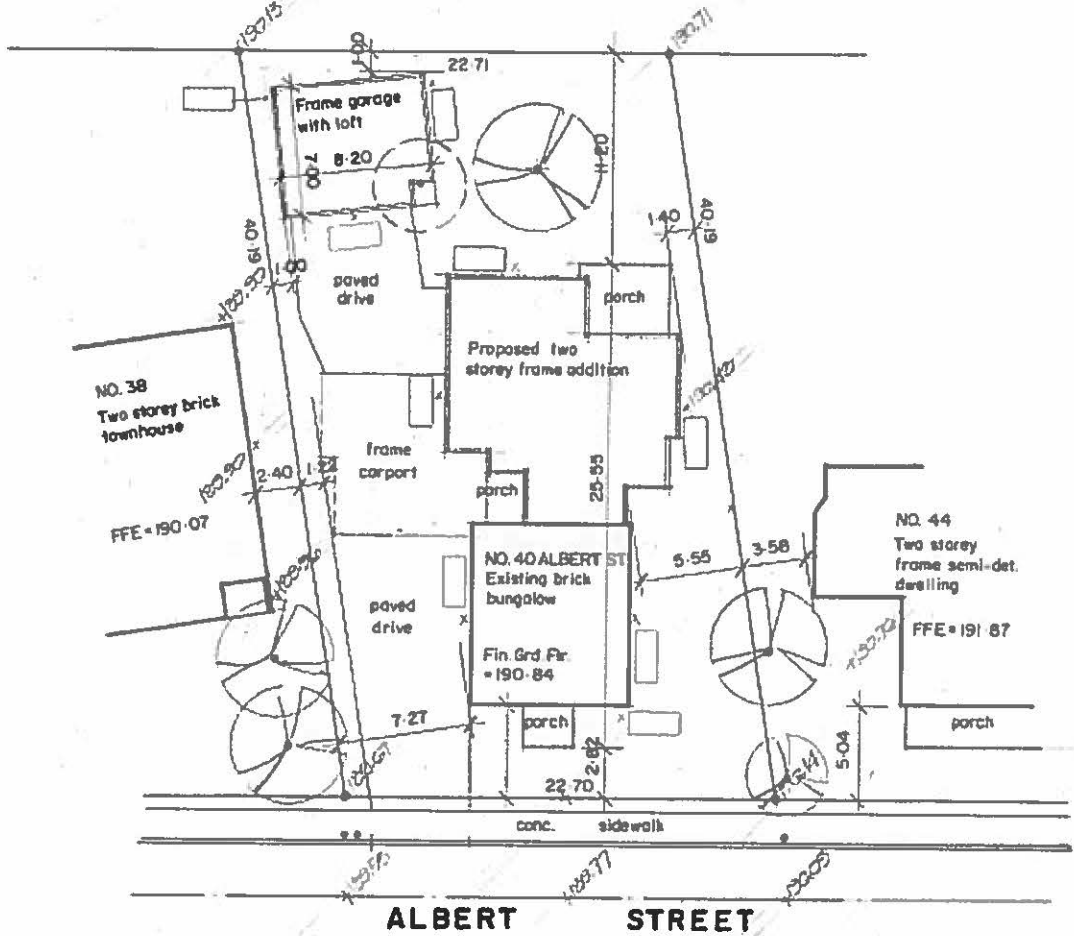 190.13
190.71
1.00
22.71
Frame garage
with loft
7.00
8.20
11.20
1.40
40.19
40.19
1.00
paved
drive
porch
Proposed two
storey frame addition
NO. 38
Two storey brick
townhouse
2.40
1.22
FFE = 190.07
frame
carport
porch
25.55
NO. 40 ALBERT ST.
Existing brick
bungalow
Fin. Grd. Flr.
= 190.84
paved
drive
5.55
3.58
NO. 44
Two storey
frame semi-det.
dwelling
FFE = 191.87
porch
7.27
porch
2.82
22.70
5.04
conc. sidewalk
189.77
190.05
ALBERT STREET